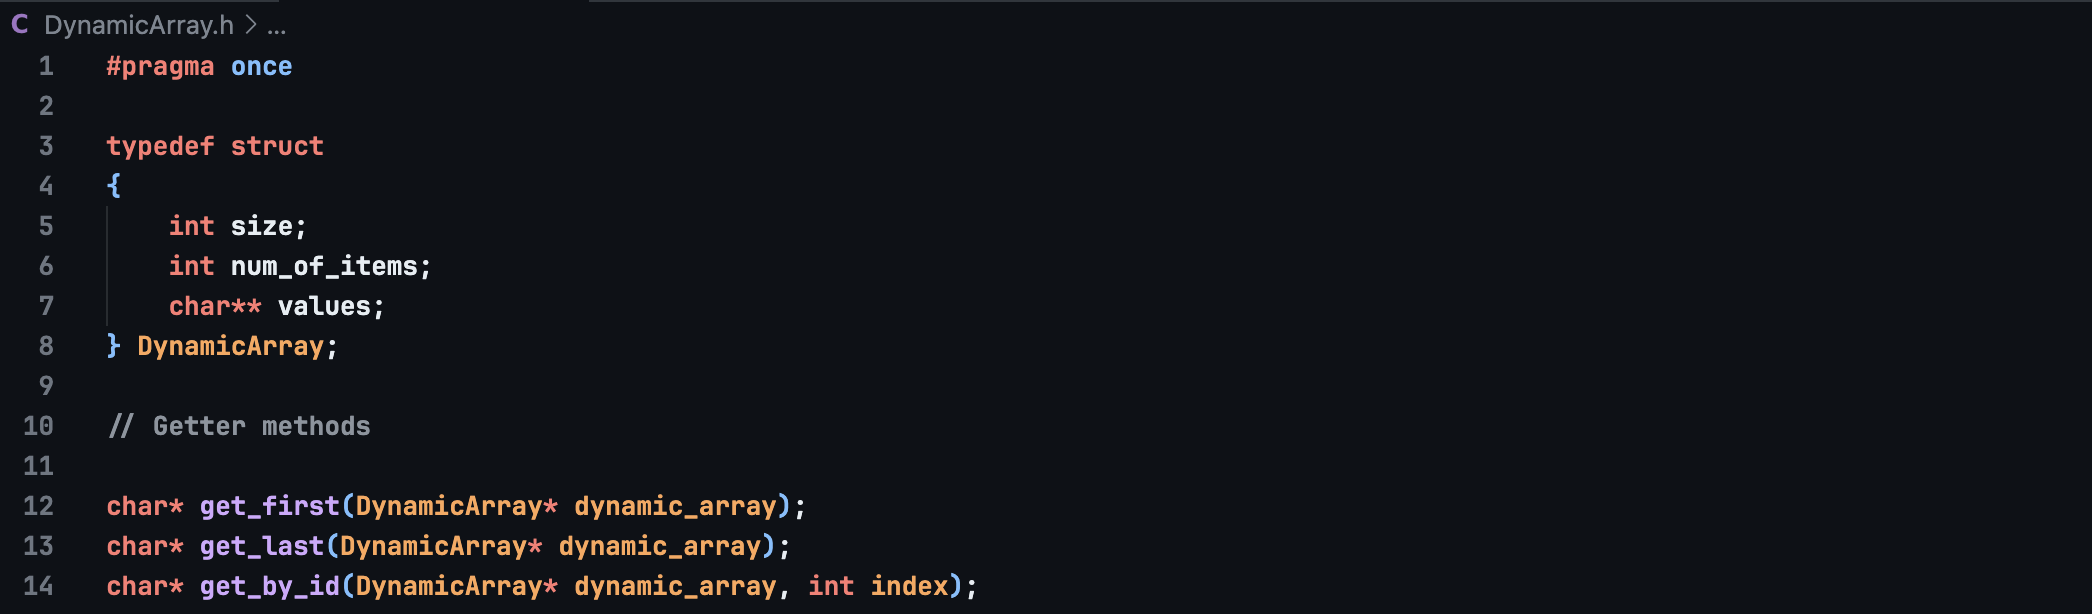 C DynamicArray.h > ...
1 #pragma once
2
3 typedef struct
4 {
5     int size;
6     int num_of_items;
7     char** values;
8 } DynamicArray;
9
10 // Getter methods
11
12 char* get_first(DynamicArray* dynamic_array);
13 char* get_last(DynamicArray* dynamic_array);
14 char* get_by_id(DynamicArray* dynamic_array, int index);